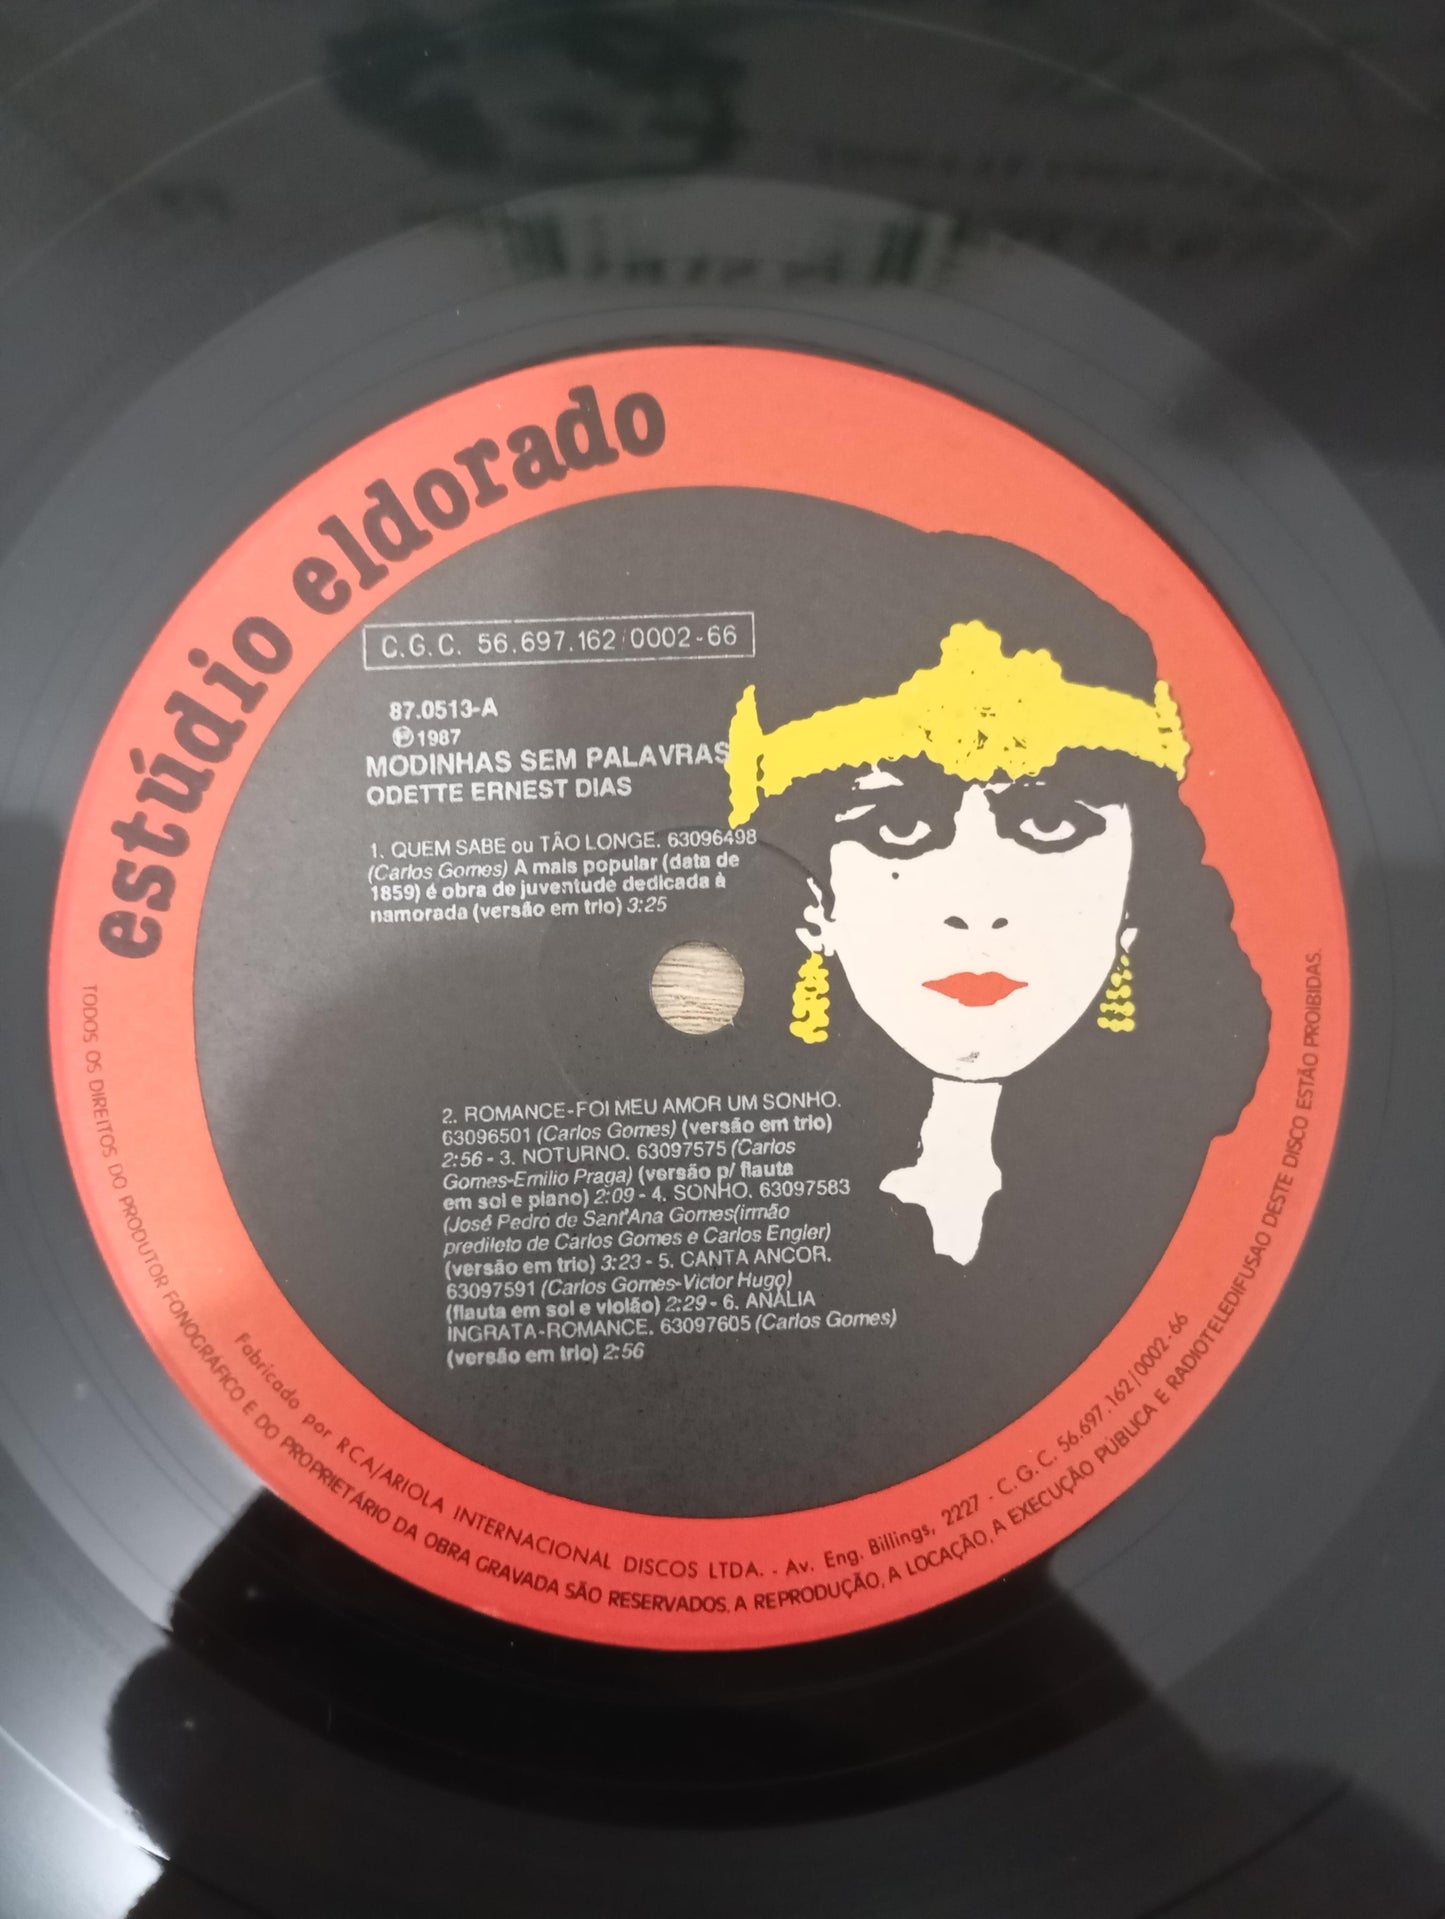 estúdio eldorado
C.G.C. 56.697.162/0002-66
87.0513-A
Ⓟ1987
MODINHAS SEM PALAVRAS
ODETTE ERNEST DIAS
1. QUEM SABE ou TÃO LONGE. 63096498
(Carlos Gomes) A mais popular (data de
1859) é obra de juventude dedicada à
namorada (versão em trio) 3:25
2. ROMANCE-FOI MEU AMOR UM SONHO.
63096501 (Carlos Gomes) (versão em trio)
2:56 - 3. NOTURNO. 63097575 (Carlos
Gomes-Emilio Praga) (versão p/ flauta
em sol e piano) 2:09 - 4. SONHO. 63097583
(José Pedro de Sant'Ana Gomes(irmão
predileto de Carlos Gomes e Carlos Engler)
(versão em trio) 3:23 - 5. CANTA ANCOR.
63097591 (Carlos Gomes-Victor Hugo)
(flauta em sol e violão) 2:29 - 6. ANÁLIA
INGRATA-ROMANCE. 63097605 (Carlos Gomes)
(versão em trio) 2:56
Fabricado por RCA/ARIOLA INTERNACIONAL DISCOS LTDA. - Av. Eng. Billings, 2227 - C.G.C. 56.697.162/0002-66
TODOS OS DIREITOS DO PRODUTOR FONOGRÁFICO E DO PROPRIETÁRIO DA OBRA GRAVADA SÃO RESERVADOS. A REPRODUÇÃO, A LOCAÇÃO, A EXECUÇÃO PÚBLICA E RADIOTELEDIFUSAO DESTE DISCO ESTÃO PROIBIDAS.